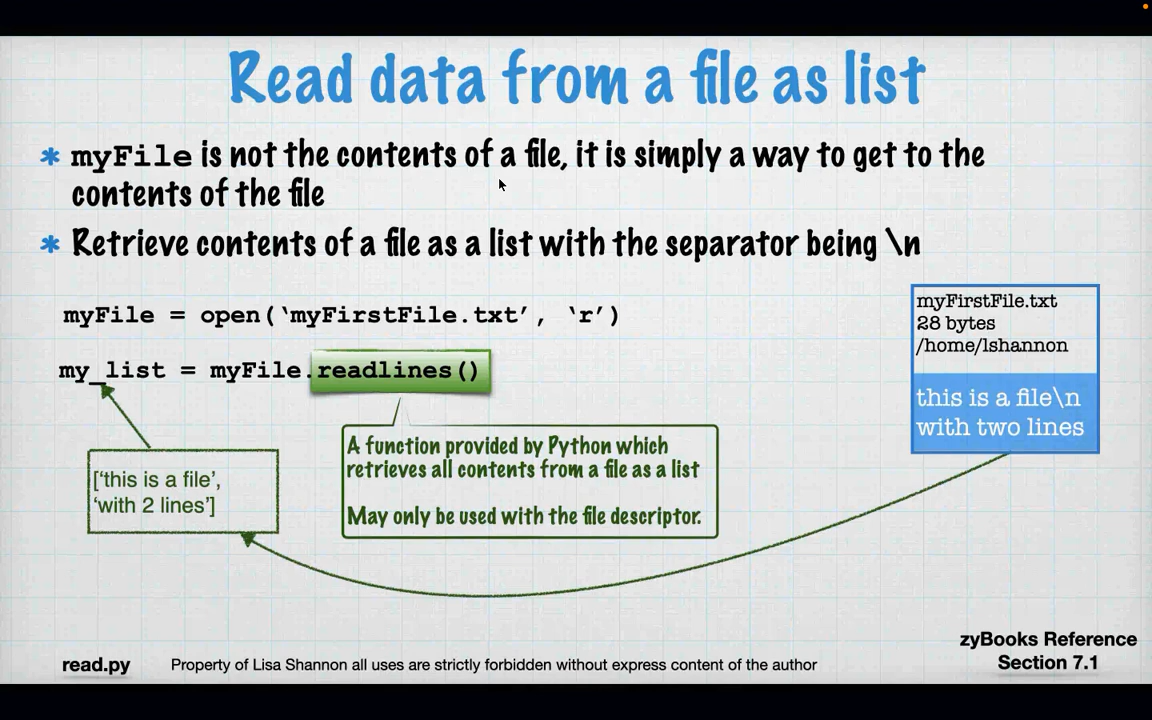 Read data from a file as list
* myFile is not the contents of a file, it is simply a way to get to the
contents of the file
* Retrieve contents of a file as a list with the separator being \n
myFile = open(‘myFirstFile.txt’, ‘r’)
my_list = myFile.readlines()
myFirstFile.txt
28 bytes
/home/lshannon
this is a file\n
with two lines
A function provided by Python which
retrieves all contents from a file as a list
May only be used with the file descriptor.
[‘this is a file’,
‘with 2 lines’]
zyBooks Reference
Section 7.1
read.py
Property of Lisa Shannon all uses are strictly forbidden without express content of the author